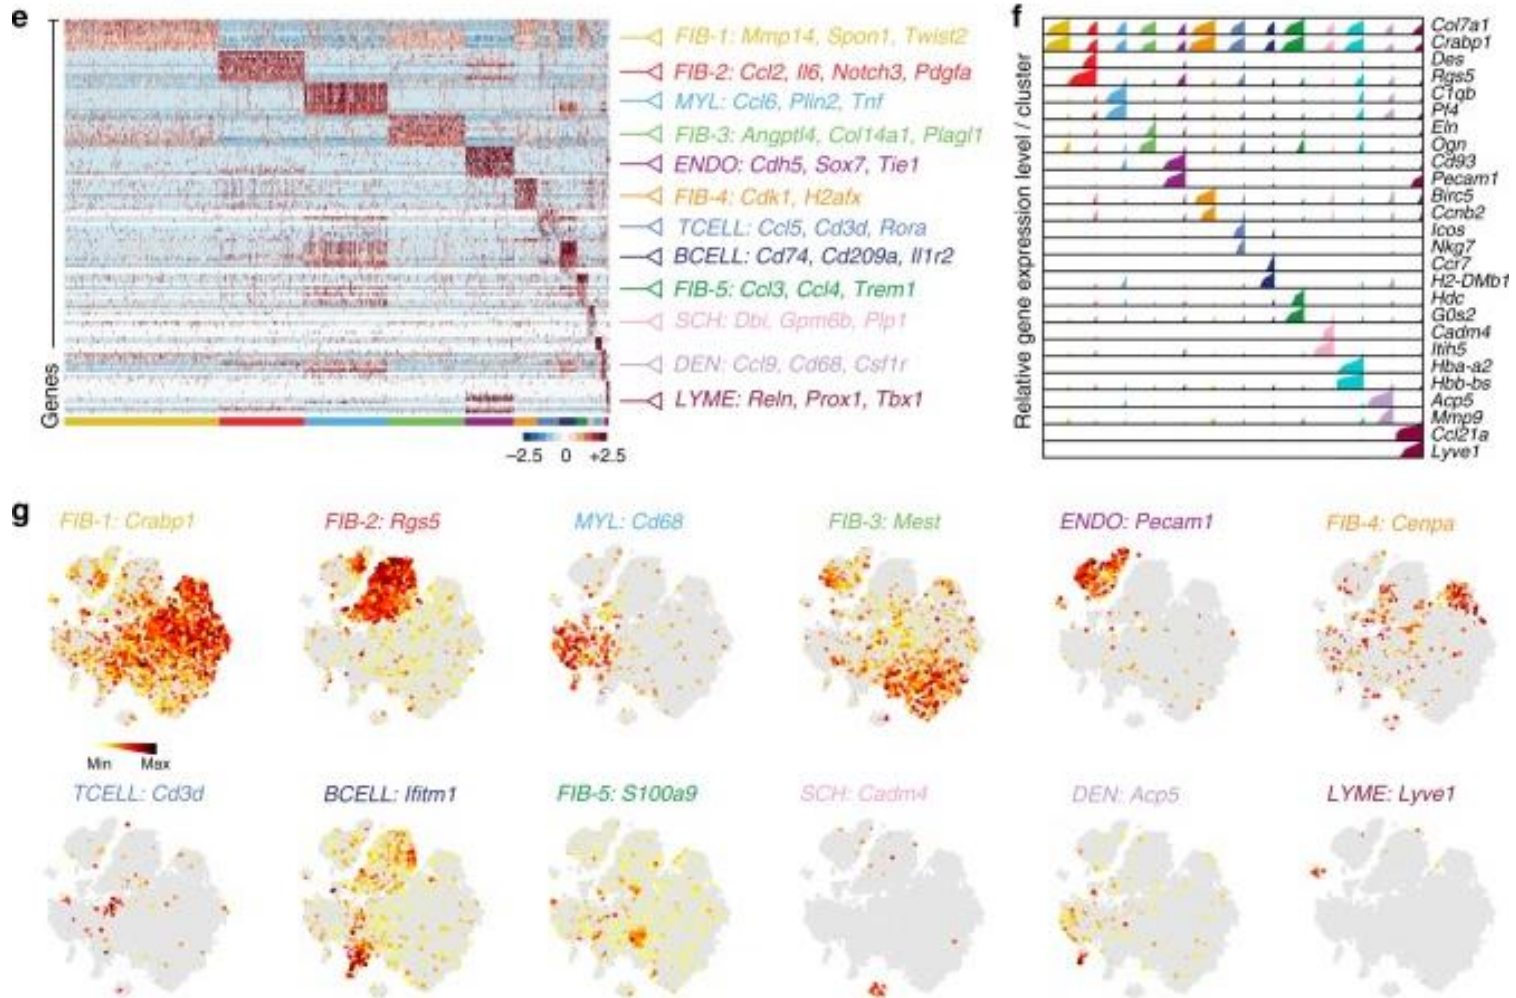 e
FIB-1: Mmp14, Spon1, Twist2
FIB-2: Ccl2, Il6, Notch3, Pdgfa
MYL: Ccl6, Plin2, Tnf
FIB-3: Angptl4, Col14a1, Plagl1
ENDO: Cdh5, Sox7, Tie1
FIB-4: Cdk1, H2afx
TCELL: Ccl5, Cd3d, Rora
BCELL: Cd74, Cd209a, Il1r2
FIB-5: Ccl3, Ccl4, Trem1
SCH: Dbi, Gpm6b, Plp1
DEN: Ccl9, Cd68, Csf1r
LYME: Reln, Prox1, Tbx1
Genes
−2.5 0 +2.5
f
Relative gene expression level / cluster
Col7a1
Crabp1
Des
Rgs5
C1qb
Pf4
Eln
Ogn
Cd93
Pecam1
Birc5
Ccnb2
Icos
Nkg7
Ccr7
H2-DMb1
Hdc
G0s2
Cadm4
Itih5
Hba-a2
Hbb-bs
Acp5
Mmp9
Ccl21a
Lyve1
g
FIB-1: Crabp1
FIB-2: Rgs5
MYL: Cd68
FIB-3: Mest
ENDO: Pecam1
FIB-4: Cenpa
Min Max
TCELL: Cd3d
BCELL: Ifitm1
FIB-5: S100a9
SCH: Cadm4
DEN: Acp5
LYME: Lyve1